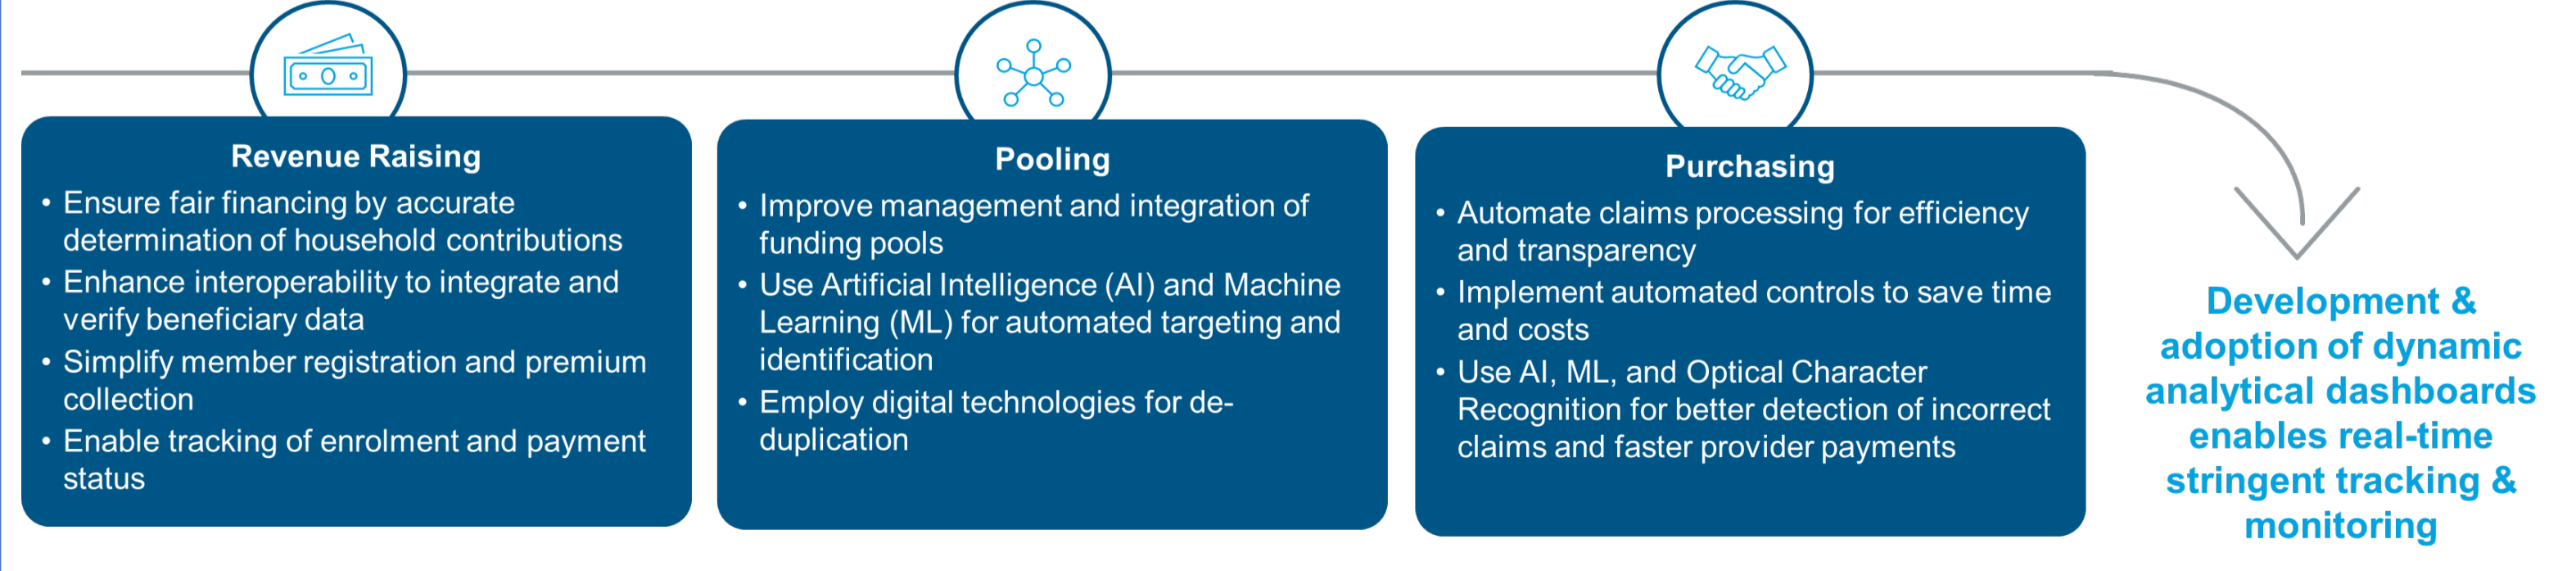 Revenue Raising
• Ensure fair financing by accurate
determination of household contributions
• Enhance interoperability to integrate and
verify beneficiary data
• Simplify member registration and premium
collection
• Enable tracking of enrolment and payment
status
Pooling
• Improve management and integration of
funding pools
• Use Artificial Intelligence (AI) and Machine
Learning (ML) for automated targeting and
identification
• Employ digital technologies for de-
duplication
Purchasing
• Automate claims processing for efficiency
and transparency
• Implement automated controls to save time
and costs
• Use AI, ML, and Optical Character
Recognition for better detection of incorrect
claims and faster provider payments
Development &
adoption of dynamic
analytical dashboards
enables real-time
stringent tracking &
monitoring